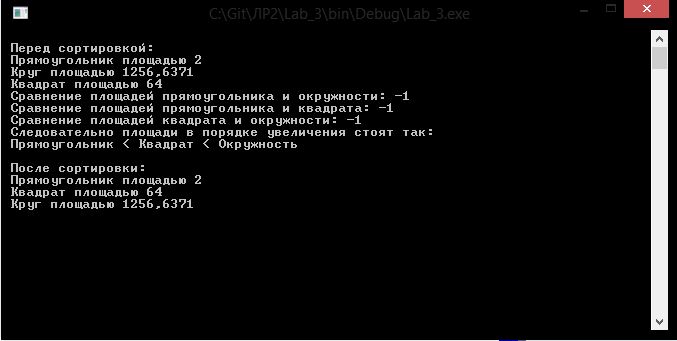 C:\Git\ЛР2\Lab_3\bin\Debug\Lab_3.exe
Перед сортировкой:
Прямоугольник площадью 2
Круг площадью 1256,6371
Квадрат площадью 64
Сравнение площадей прямоугольника и окружности: -1
Сравнение площадей прямоугольника и квадрата: -1
Сравнение площадей квадрата и окружности: -1
Следовательно площади в порядке увеличения стоят так:
Прямоугольник < Квадрат < Окружность
После сортировки:
Прямоугольник площадью 2
Квадрат площадью 64
Круг площадью 1256,6371